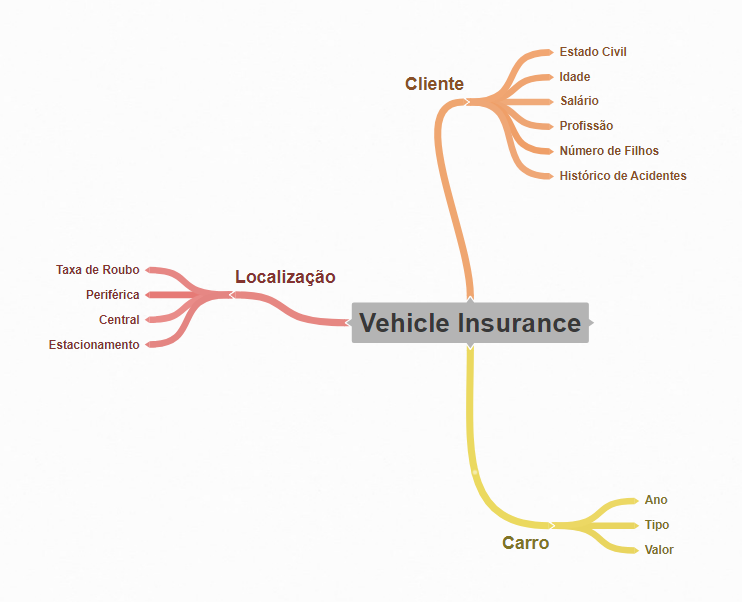 Vehicle Insurance
Cliente
Estado Civil
Idade
Salário
Profissão
Número de Filhos
Histórico de Acidentes
Localização
Taxa de Roubo
Periférica
Central
Estacionamento
Carro
Ano
Tipo
Valor